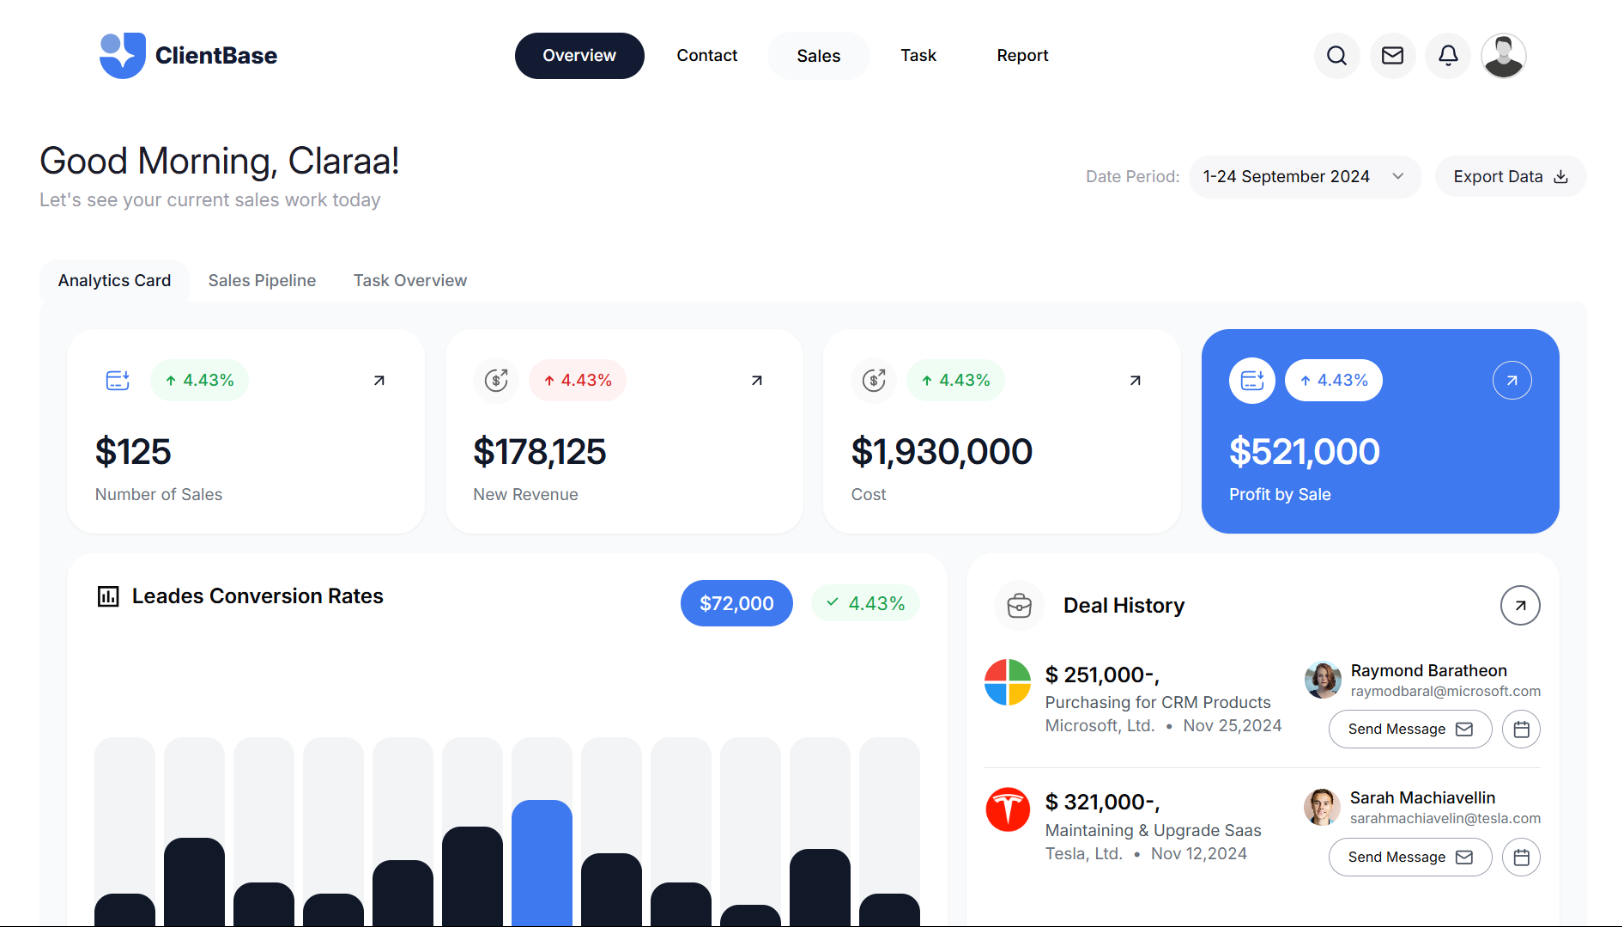 ClientBase
Overview
Contact
Sales
Task
Report
Good Morning, Claraa!
Let's see your current sales work today
Date Period:
1-24 September 2024
Export Data
Analytics Card
Sales Pipeline
Task Overview
4.43%
$125
Number of Sales
4.43%
$178,125
New Revenue
4.43%
$1,930,000
Cost
4.43%
$521,000
Profit by Sale
Leades Conversion Rates
$72,000
4.43%
Deal History
$ 251,000-,
Purchasing for CRM Products
Microsoft, Ltd. • Nov 25,2024
Raymond Baratheon
raymodbaral@microsoft.com
Send Message
$ 321,000-,
Maintaining & Upgrade Saas
Tesla, Ltd. • Nov 12,2024
Sarah Machiavellin
sarahmachiavelin@tesla.com
Send Message